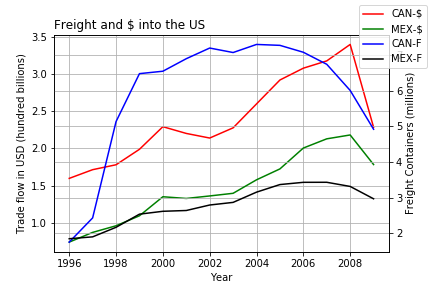 Freight and $ into the US
CAN-$
MEX-$
CAN-F
MEX-F
3.5
3.0
2.5
2.0
1.5
1.0
Trade flow in USD (hundred billions)
6
5
4
3
2
Freight Containers (millions)
1996 1998 2000 2002 2004 2006 2008
Year